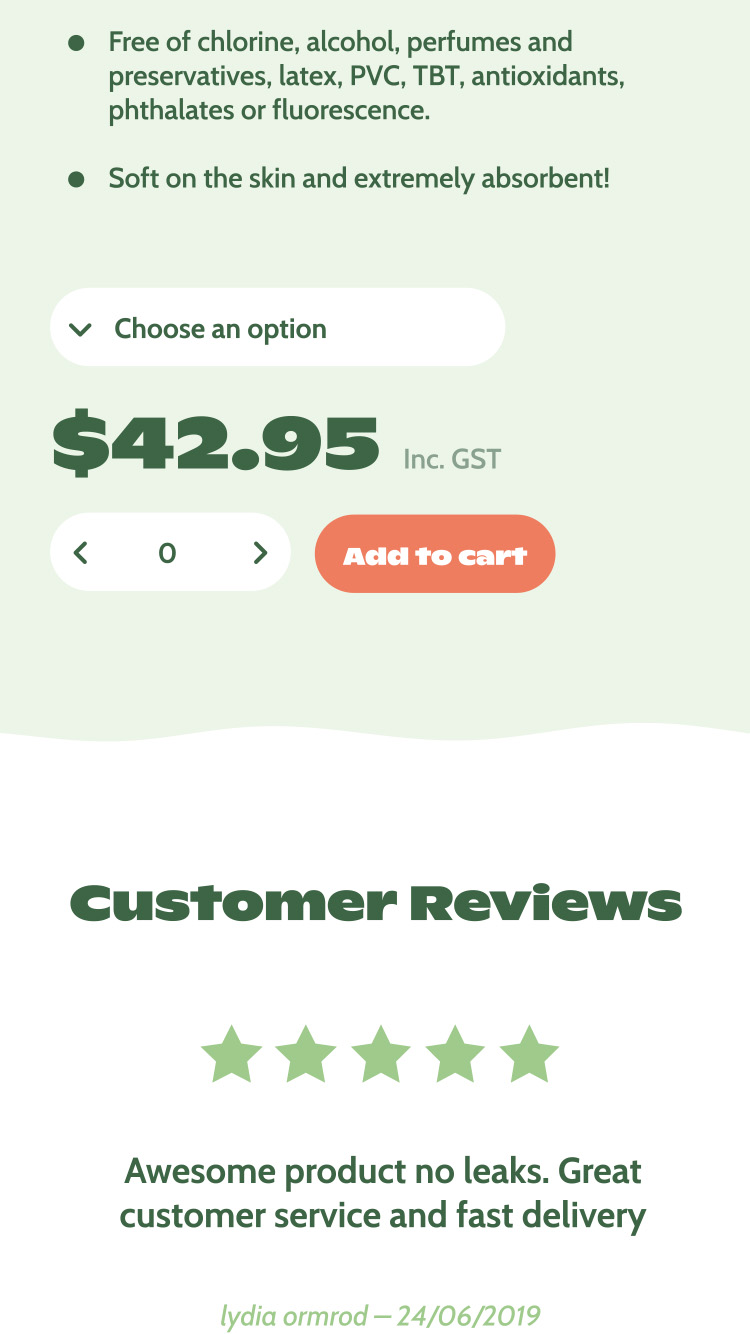 Free of chlorine, alcohol, perfumes and
preservatives, latex, PVC, TBT, antioxidants,
phthalates or fluorescence.
Soft on the skin and extremely absorbent!
Choose an option
$42.95 Inc. GST
0 Add to cart
Customer Reviews
Awesome product no leaks. Great
customer service and fast delivery
lydia ormrod – 24/06/2019